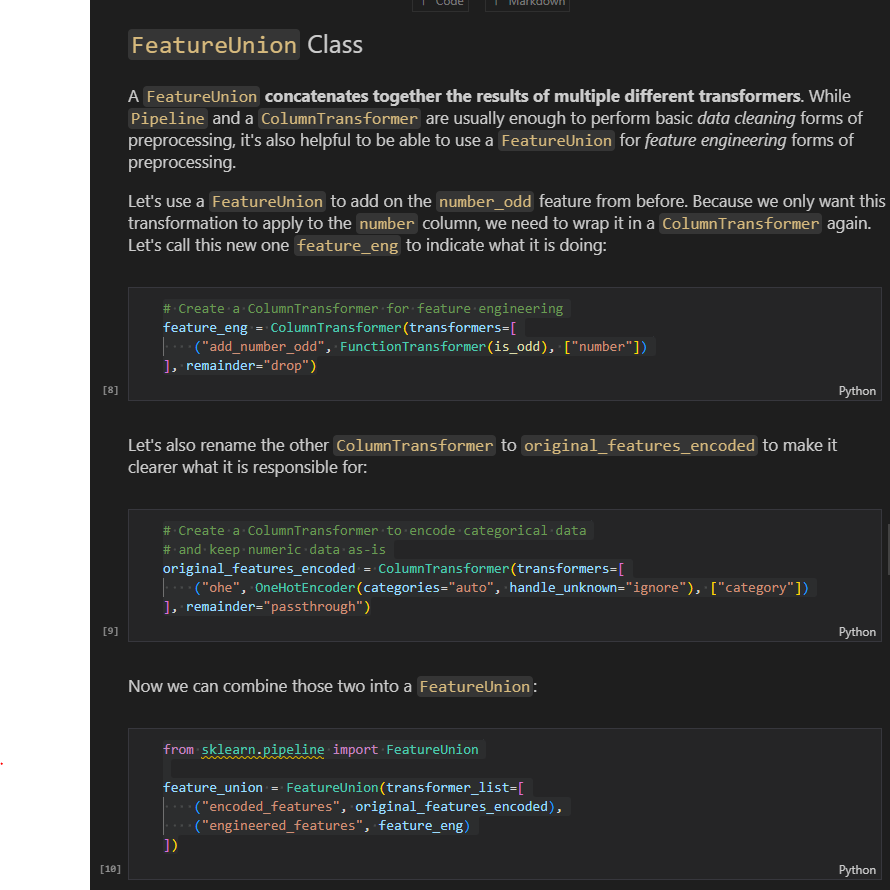 Code Markdown
FeatureUnion Class
A FeatureUnion concatenates together the results of multiple different transformers. While
Pipeline and a ColumnTransformer are usually enough to perform basic data cleaning forms of
preprocessing, it's also helpful to be able to use a FeatureUnion for feature engineering forms of
preprocessing.
Let's use a FeatureUnion to add on the number_odd feature from before. Because we only want this
transformation to apply to the number column, we need to wrap it in a ColumnTransformer again.
Let's call this new one feature_eng to indicate what it is doing:
# Create a ColumnTransformer for feature engineering
feature_eng = ColumnTransformer(transformers=[
    ("add_number_odd", FunctionTransformer(is_odd), ["number"])
], remainder="drop")
[8] Python
Let's also rename the other ColumnTransformer to original_features_encoded to make it
clearer what it is responsible for:
# Create a ColumnTransformer to encode categorical data
# and keep numeric data as-is
original_features_encoded = ColumnTransformer(transformers=[
    ("ohe", OneHotEncoder(categories="auto", handle_unknown="ignore"), ["category"])
], remainder="passthrough")
[9] Python
Now we can combine those two into a FeatureUnion:
from sklearn.pipeline import FeatureUnion
feature_union = FeatureUnion(transformer_list=[
    ("encoded_features", original_features_encoded),
    ("engineered_features", feature_eng)
])
[10] Python